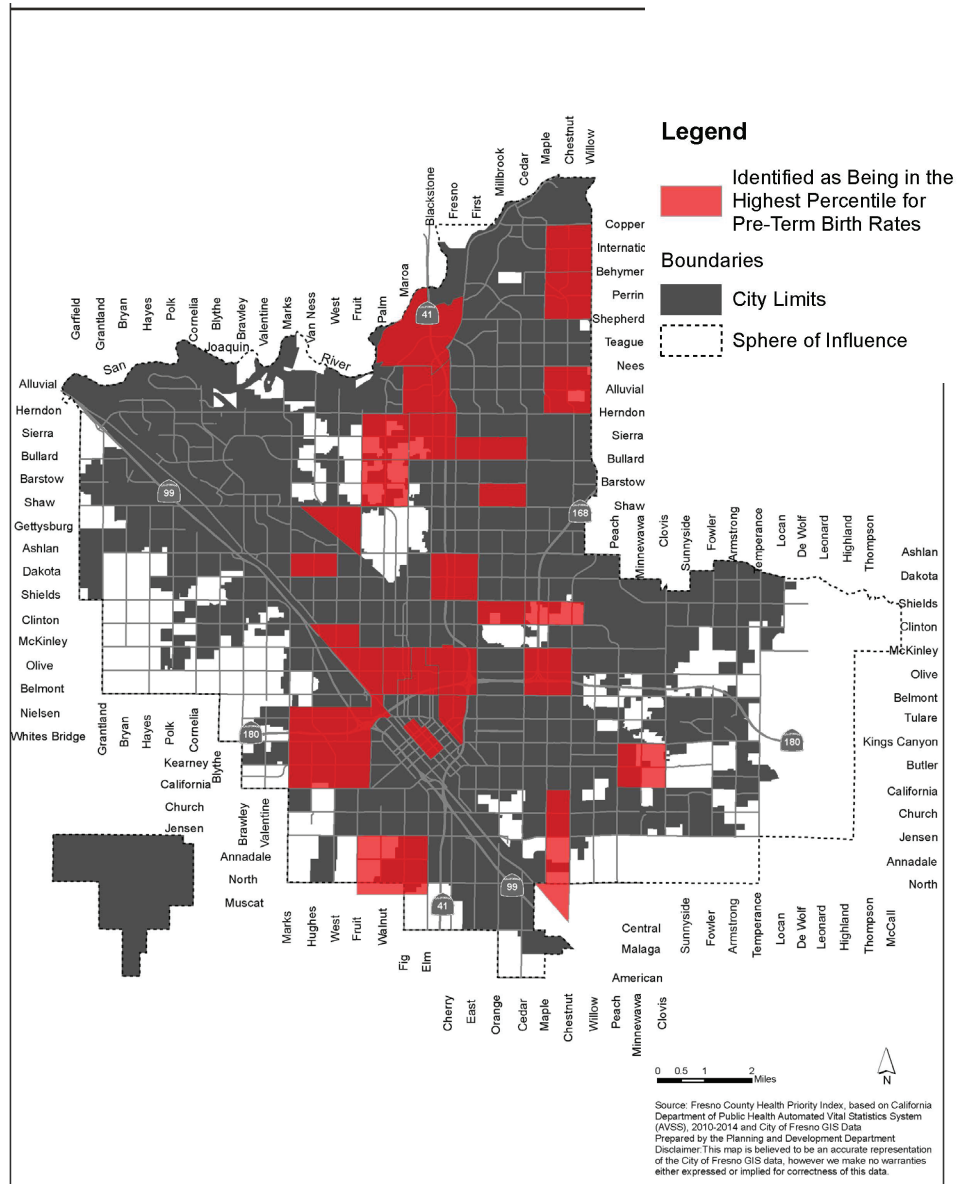 Legend
Identified as Being in the
Highest Percentile for
Pre-Term Birth Rates
Boundaries
City Limits
Sphere of Influence
Blackstone
Fresno
First
Millbrook
Cedar
Maple
Chestnut
Willow
Copper
Internatic
Behymer
Perrin
Shepherd
Teague
Nees
Alluvial
Herndon
Sierra
Bullard
Barstow
Shaw
Garfield
Grantland
Bryan
Hayes
Polk
Cornelia
Blythe
Brawley
Valentine
Marks
Van Ness
West
Fruit
Palm
Maroa
San
Joaquin
River
41
99
168
180
180
99
41
Alluvial
Herndon
Sierra
Bullard
Barstow
Shaw
Gettysburg
Ashlan
Dakota
Shields
Clinton
McKinley
Olive
Belmont
Nielsen
Whites Bridge
Grantland
Bryan
Hayes
Polk
Cornelia
Blythe
Kearney
California
Church
Jensen
Brawley
Valentine
Annadale
North
Muscat
Peach
Minnewawa
Clovis
Sunnyside
Fowler
Armstrong
Temperance
Locan
De Wolf
Leonard
Highland
Thompson
Ashlan
Dakota
Shields
Clinton
McKinley
Olive
Belmont
Tulare
Kings Canyon
Butler
California
Church
Jensen
Annadale
North
Marks
Hughes
West
Fruit
Walnut
Fig
Elm
Cherry
East
Orange
Cedar
Maple
Chestnut
Willow
Peach
Minnewawa
Clovis
Central
Malaga
American
Sunnyside
Fowler
Armstrong
Temperance
Locan
De Wolf
Leonard
Highland
Thompson
McCall
0 0.5 1 2
Miles
N
Source: Fresno County Health Priority Index, based on California
Department of Public Health Automated Vital Statistics System
(AVSS), 2010-2014 and City of Fresno GIS Data
Prepared by the Planning and Development Department
Disclaimer:This map is believed to be an accurate representation
of the City of Fresno GIS data, however we make no warranties
either expressed or implied for correctness of this data.